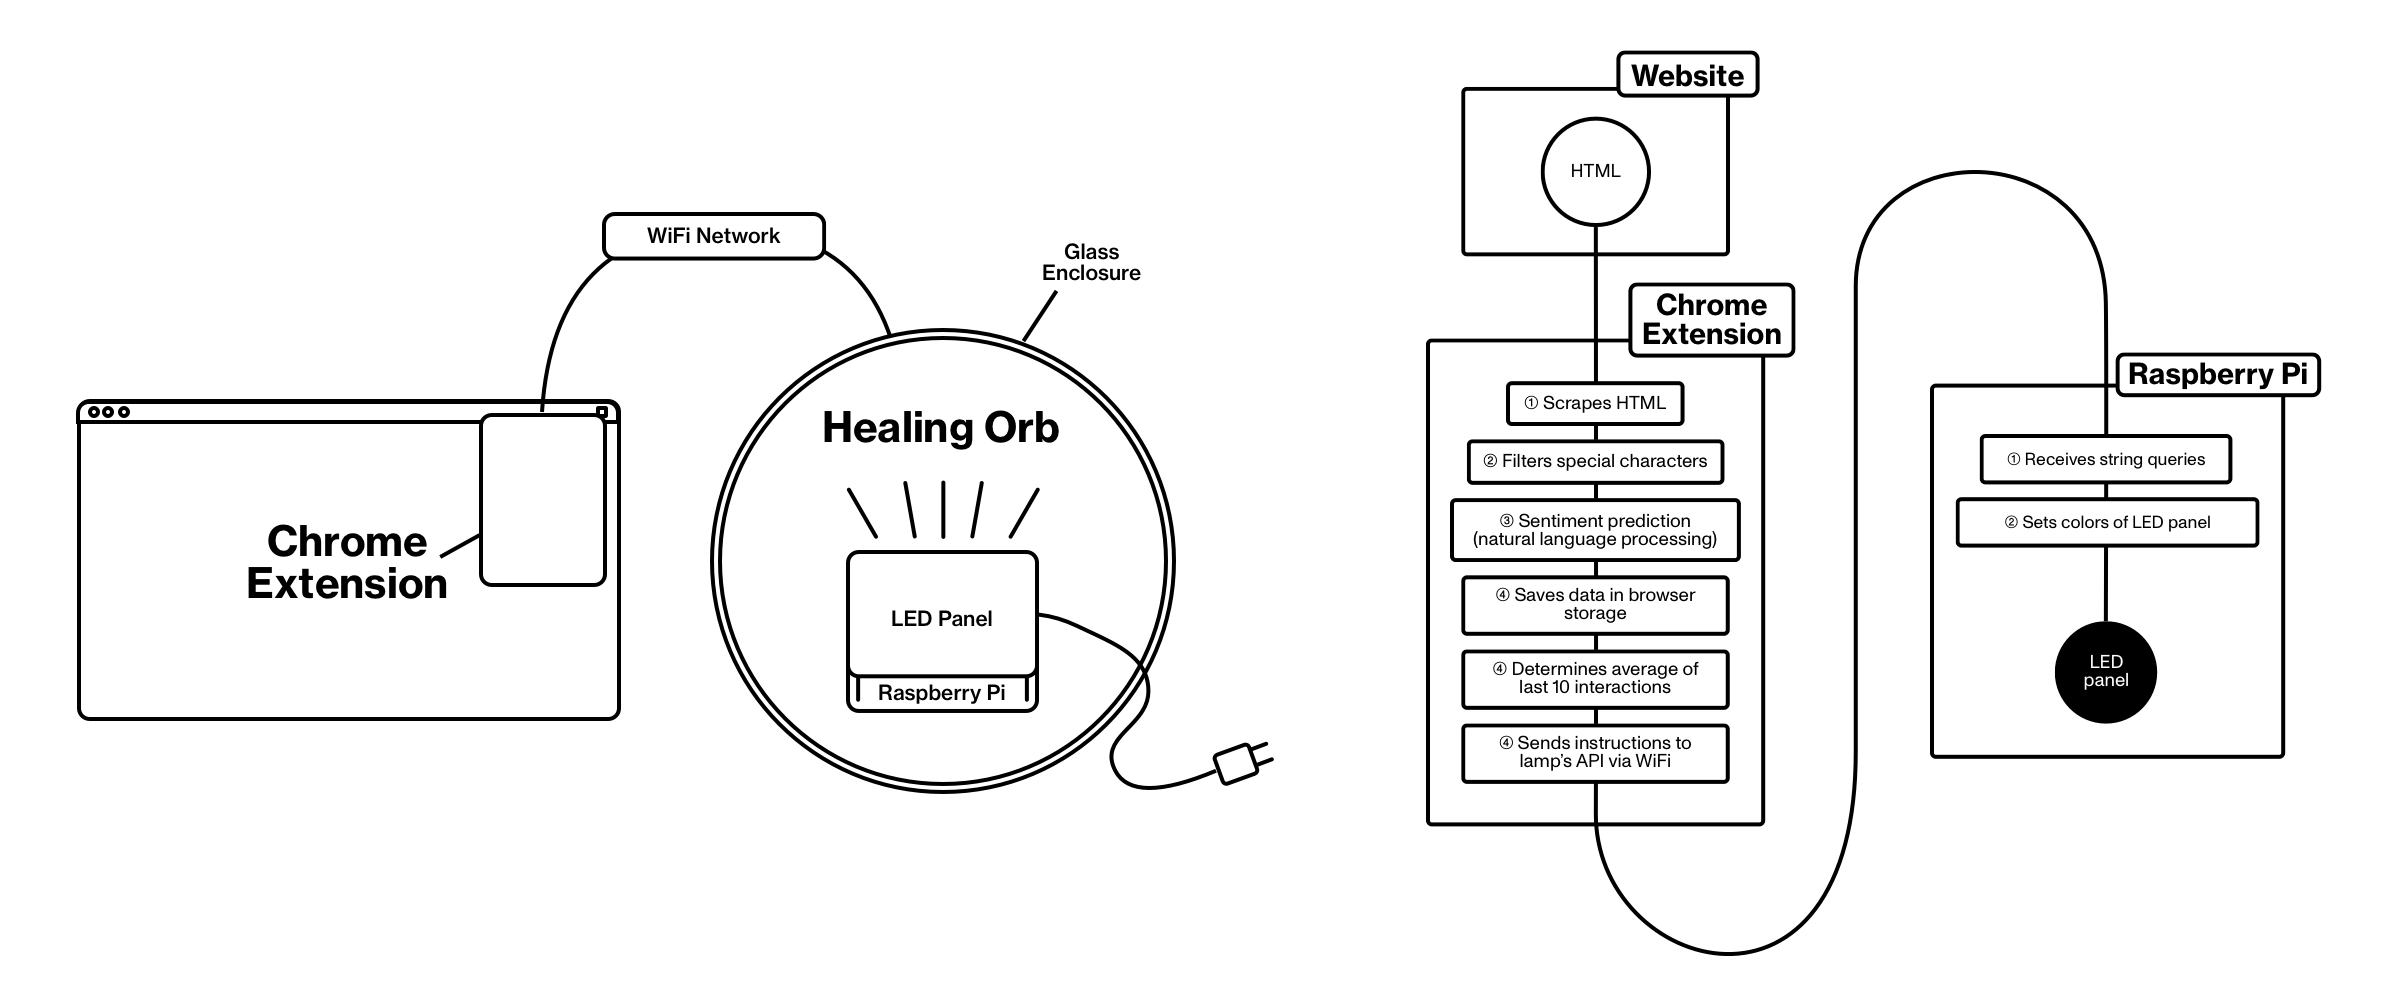 WiFi Network
Glass
Enclosure
Chrome
Extension
Healing Orb
LED Panel
Raspberry Pi
Website
HTML
Chrome
Extension
① Scrapes HTML
② Filters special characters
③ Sentiment prediction
(natural language processing)
④ Saves data in browser
storage
④ Determines average of
last 10 interactions
④ Sends instructions to
lamp's API via WiFi
Raspberry Pi
① Receives string queries
② Sets colors of LED panel
LED
panel